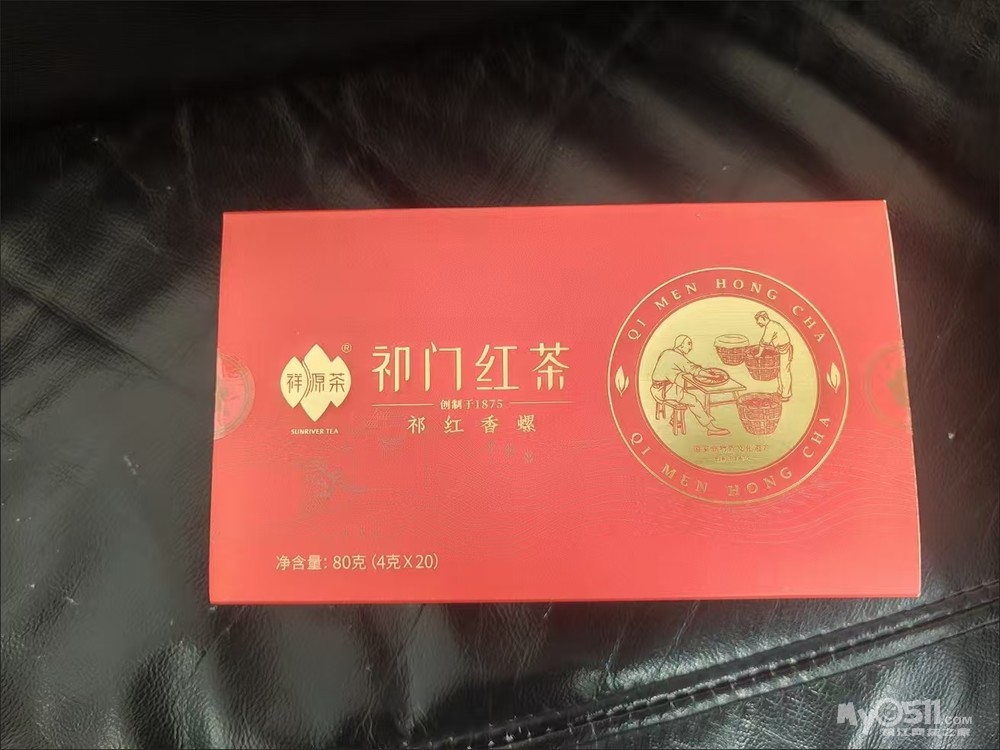 祁门红茶
创制于1875
祁红香螺
祥源茶
®
SUNRIVER TEA
QI MEN HONG CHA
QI MEN HONG CHA
净含量：80克（4克X20）
My0511.COM